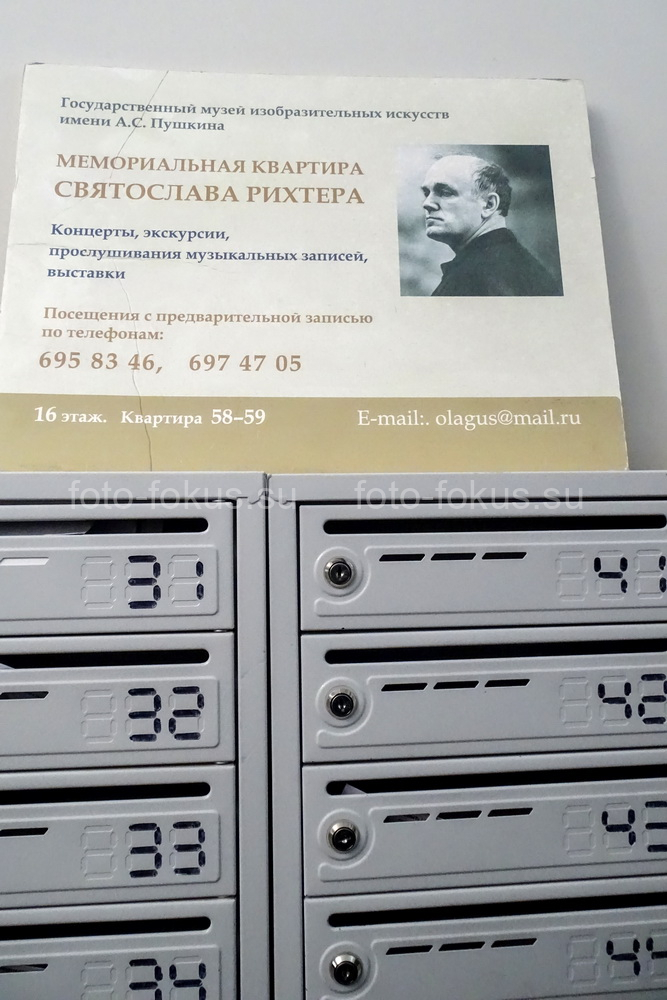 Государственный музей изобразительных искусств
имени А.С. Пушкина
МЕМОРИАЛЬНАЯ КВАРТИРА
СВЯТОСЛАВА РИХТЕРА
Концерты, экскурсии,
прослушивания музыкальных записей,
выставки
Посещения с предварительной записью
по телефонам:
695 83 46, 697 47 05
16 этаж. Квартира 58–59
E-mail:. olagus@mail.ru
foto-fokus.su foto-fokus.su
31 41
32 42
33 43
34 44